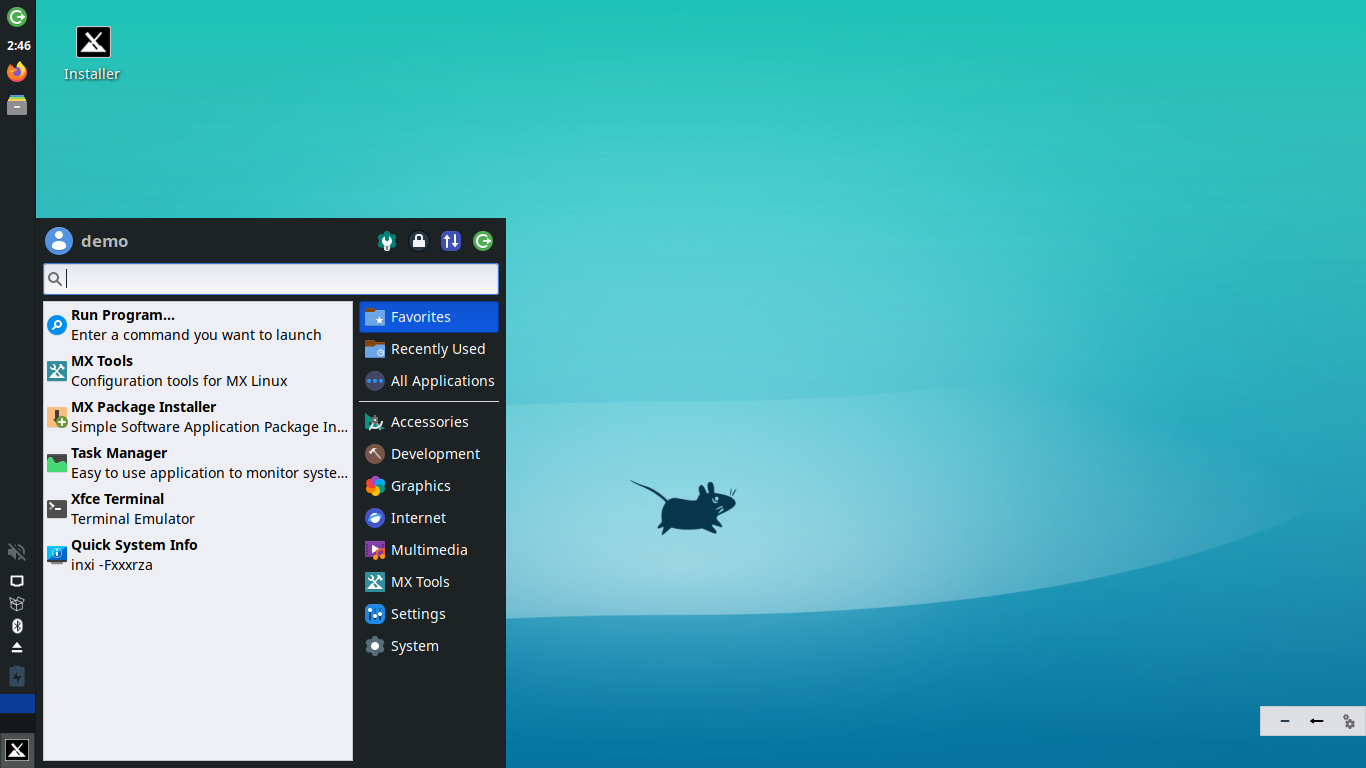 2:46
Installer
demo
Run Program...
Enter a command you want to launch
MX Tools
Configuration tools for MX Linux
MX Package Installer
Simple Software Application Package In...
Task Manager
Easy to use application to monitor syste...
Xfce Terminal
Terminal Emulator
Quick System Info
inxi -Fxxxrza
Favorites
Recently Used
All Applications
Accessories
Development
Graphics
Internet
Multimedia
MX Tools
Settings
System